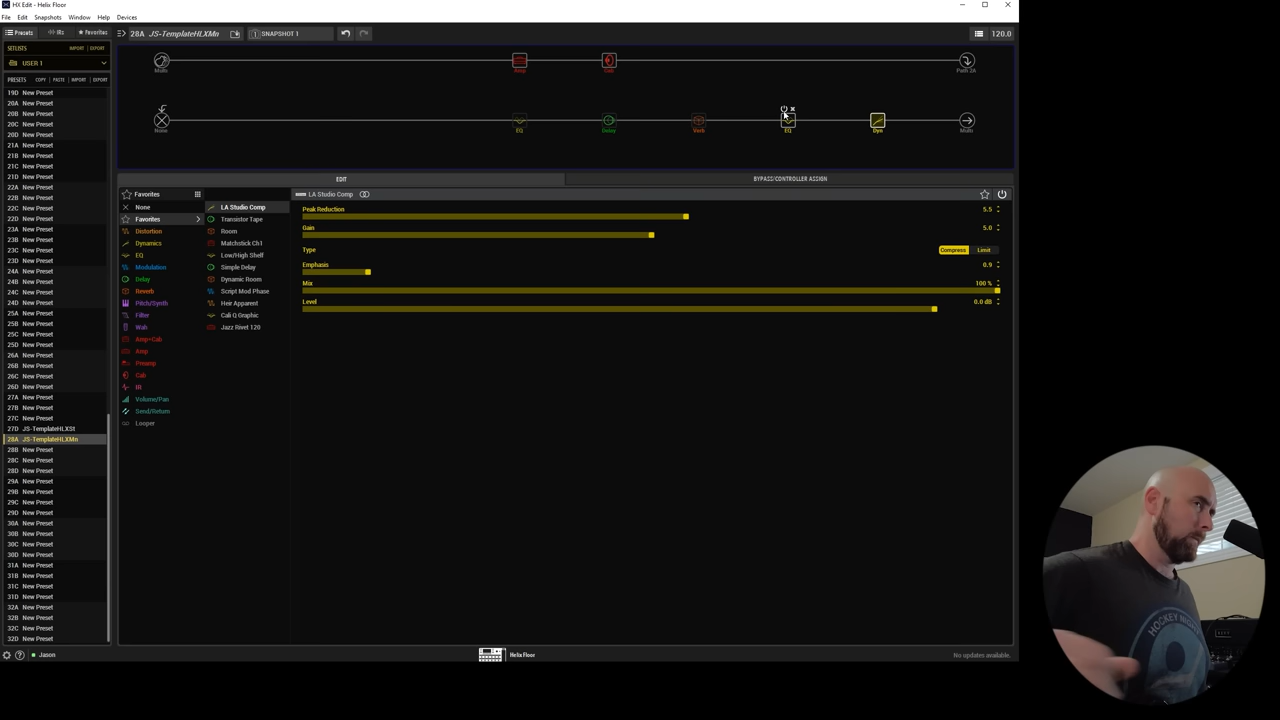 HX Edit - Helix Floor
File Edit Snapshots Window Help Devices
Presets IRs Favorites
28A JS-TemplateHLXMn
1 SNAPSHOT 1
120.0
SETLISTS IMPORT EXPORT
USER 1
PRESETS COPY PASTE IMPORT EXPORT
19D New Preset
20A New Preset
20B New Preset
20C New Preset
20D New Preset
21A New Preset
21B New Preset
21C New Preset
21D New Preset
22A New Preset
22B New Preset
22C New Preset
22D New Preset
23A New Preset
23B New Preset
23C New Preset
23D New Preset
24A New Preset
24B New Preset
24C New Preset
24D New Preset
25A New Preset
25B New Preset
25C New Preset
25D New Preset
26A New Preset
26B New Preset
26C New Preset
26D New Preset
27A New Preset
27B New Preset
27C New Preset
27D JS-TemplateHLXSt
28A JS-TemplateHLXMn
28B New Preset
28C New Preset
28D New Preset
29A New Preset
29B New Preset
29C New Preset
29D New Preset
30A New Preset
30B New Preset
30C New Preset
30D New Preset
31A New Preset
31B New Preset
31C New Preset
31D New Preset
32A New Preset
32B New Preset
32C New Preset
32D New Preset
Multi Amp Cab Path 2A
None EQ Delay Verb EQ Dyn Multi
EDIT BYPASS/CONTROLLER ASSIGN
Favorites
None
Favorites
Distortion
Dynamics
EQ
Modulation
Delay
Reverb
Pitch/Synth
Filter
Wah
Amp+Cab
Amp
Preamp
Cab
IR
Volume/Pan
Send/Return
Looper
LA Studio Comp
Transistor Tape
Room
Matchstick Ch1
Low/High Shelf
Simple Delay
Dynamic Room
Script Mod Phase
Heir Apparent
Cali Q Graphic
Jazz Rivet 120
LA Studio Comp
Peak Reduction 5.5
Gain 5.0
Type Compress Limit
Emphasis 0.9
Mix 100 %
Level 0.0 dB
Jason
Helix Floor
No updates available.
HOCKEY NIGHT